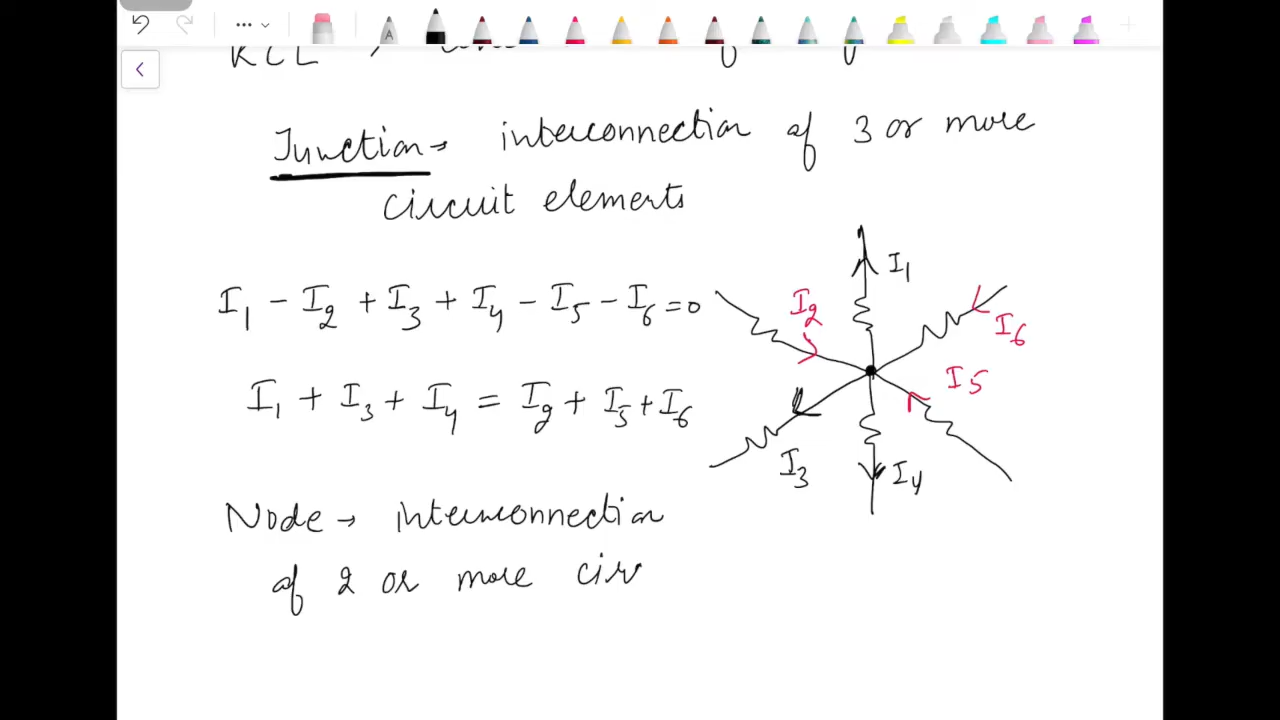 KCL →
Junction → interconnection of 3 or more
circuit elements
I1 - I2 + I3 + I4 - I5 - I6 = 0
I1 + I3 + I4 = I2 + I5 + I6
Node → interconnection
of 2 or more cir
I1
I2
I6
I5
I3
I4
A